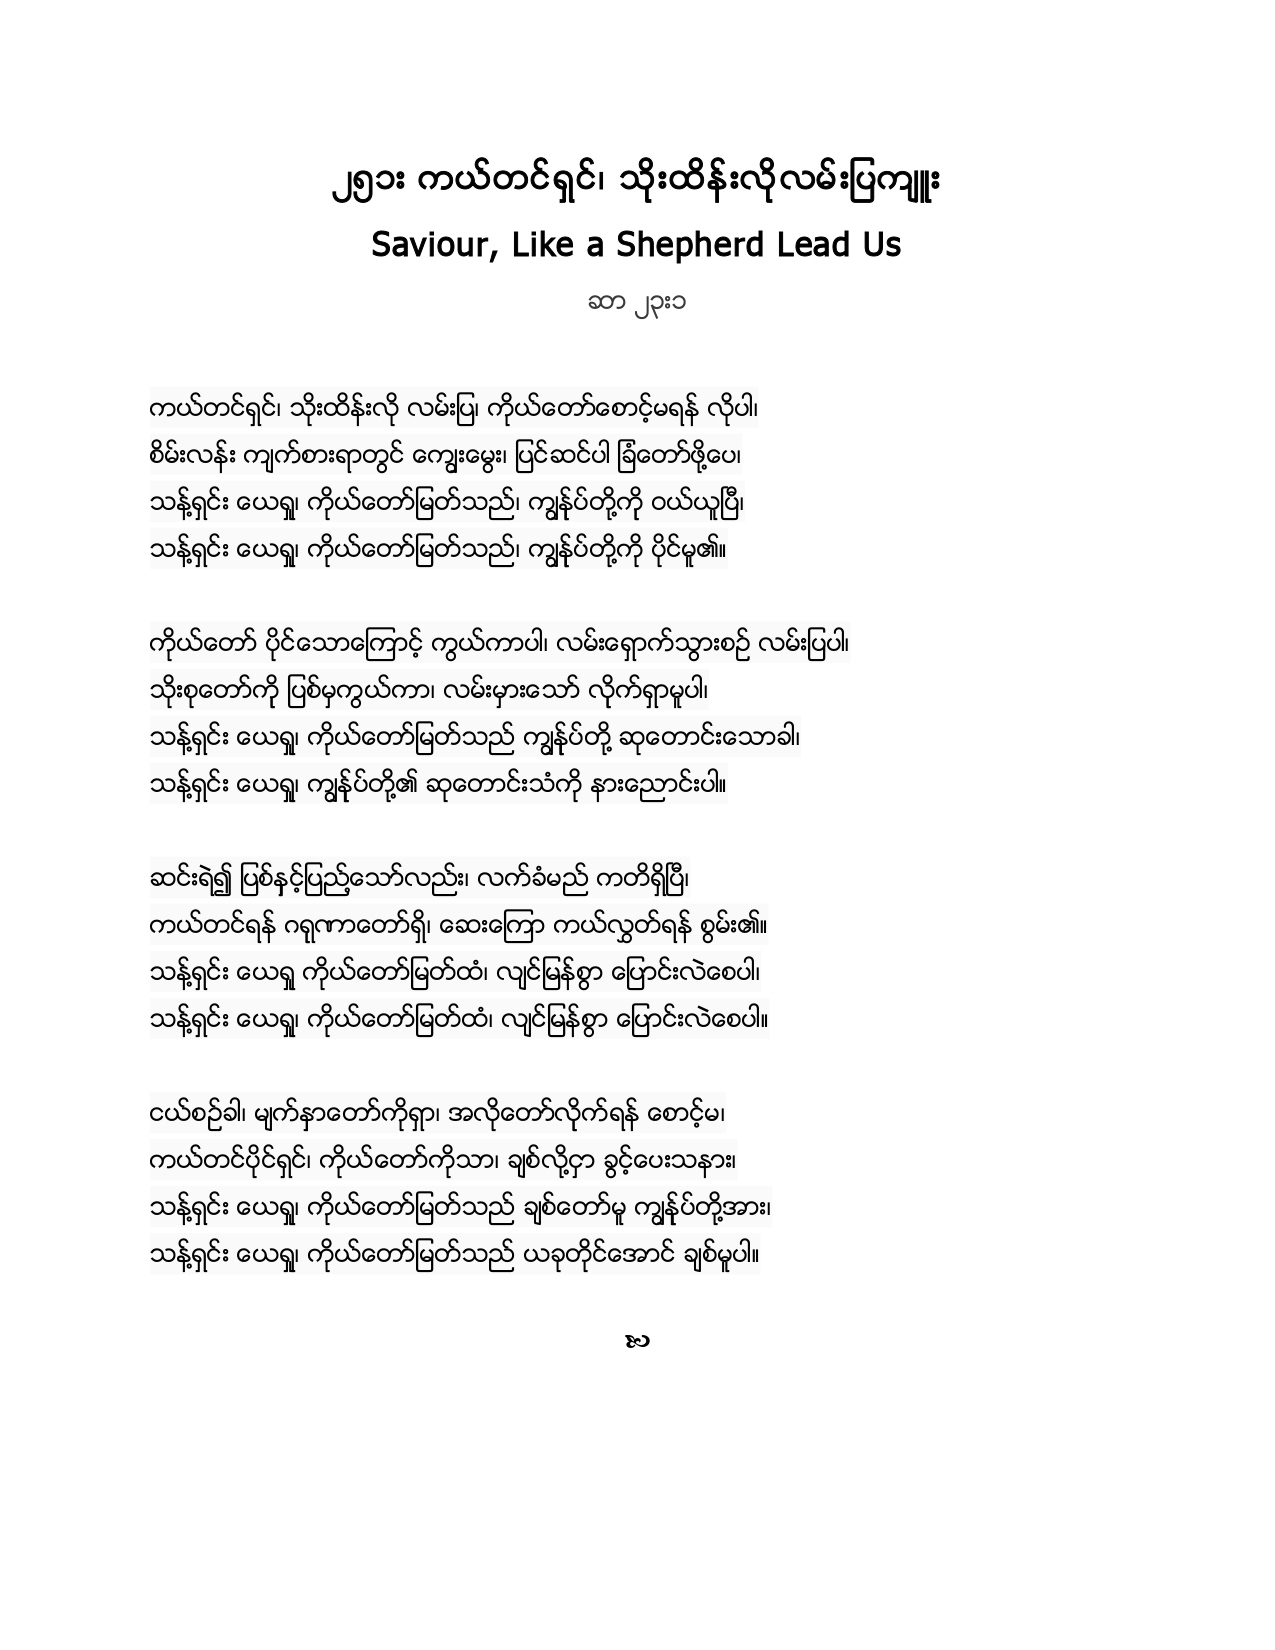 ၂၅၁း ကယ်တင်ရှင်၊ သိုးထိန်းလိုလမ်းပြကျူး
Saviour, Like a Shepherd Lead Us
ဆာ ၂၃း၁
ကယ်တင်ရှင်၊ သိုးထိန်းလို လမ်းပြ၊ ကိုယ်တော်စောင့်မရန် လိုပါ၊
စိမ်းလန်း ကျက်စားရာတွင် ကျွေးမွေး၊ ပြင်ဆင်ပါ ခြံတော်ဖို့ပေ၊
သန့်ရှင်း ယေရှု၊ ကိုယ်တော်မြတ်သည်၊ ကျွန်ုပ်တို့ကို ဝယ်ယူပြီ၊
သန့်ရှင်း ယေရှု၊ ကိုယ်တော်မြတ်သည်၊ ကျွန်ုပ်တို့ကို ပိုင်မူ၏။
ကိုယ်တော် ပိုင်သောကြောင့် ကွယ်ကာပါ၊ လမ်းရှောက်သွားစဉ် လမ်းပြပါ၊
သိုးစုတော်ကို ပြစ်မှကွယ်ကာ၊ လမ်းမှားသော် လိုက်ရှာမူပါ၊
သန့်ရှင်း ယေရှု၊ ကိုယ်တော်မြတ်သည် ကျွန်ုပ်တို့ ဆုတောင်းသောခါ၊
သန့်ရှင်း ယေရှု၊ ကျွန်ုပ်တို့၏ ဆုတောင်းသံကို နားညောင်းပါ။
ဆင်းရဲ၍ ပြစ်နှင့်ပြည့်သော်လည်း၊ လက်ခံမည် ကတိရှိပြီ၊
ကယ်တင်ရန် ဂရုဏာတော်ရှိ၊ ဆေးကြော ကယ်လွှတ်ရန် စွမ်း၏။
သန့်ရှင်း ယေရှု ကိုယ်တော်မြတ်ထံ၊ လျင်မြန်စွာ ပြောင်းလဲစေပါ၊
သန့်ရှင်း ယေရှု၊ ကိုယ်တော်မြတ်ထံ၊ လျင်မြန်စွာ ပြောင်းလဲစေပါ။
ငယ်စဉ်ခါ၊ မျက်နှာတော်ကိုရှာ၊ အလိုတော်လိုက်ရန် စောင့်မ၊
ကယ်တင်ပိုင်ရှင်၊ ကိုယ်တော်ကိုသာ၊ ချစ်လို့ငှာ ခွင့်ပေးသနား၊
သန့်ရှင်း ယေရှု၊ ကိုယ်တော်မြတ်သည် ချစ်တော်မူ ကျွန်ုပ်တို့အား၊
သန့်ရှင်း ယေရှု၊ ကိုယ်တော်မြတ်သည် ယခုတိုင်အောင် ချစ်မူပါ။